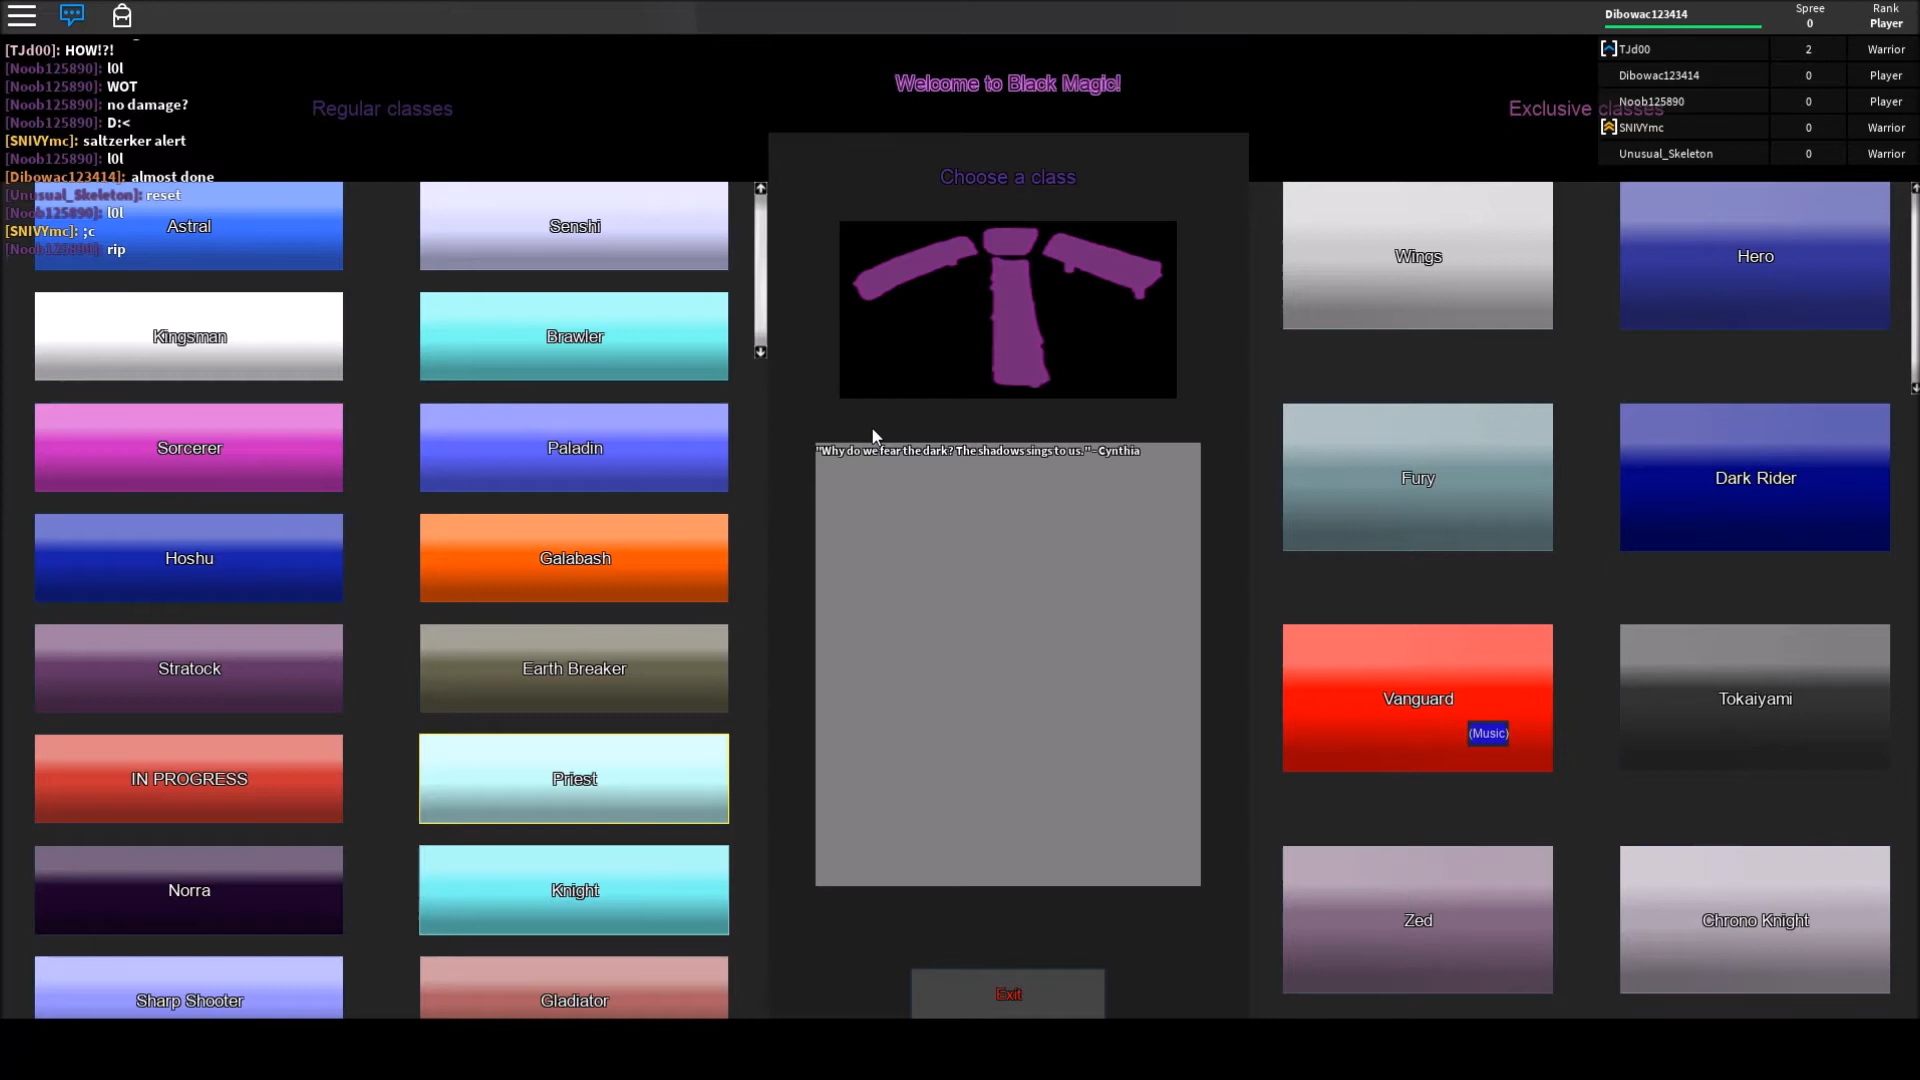 Dibowac123414
Spree
0
Rank
Player
TJd00 2 Warrior
Dibowac123414 0 Player
Noob125890 0 Player
SNIVYmc 0 Warrior
Unusual_Skeleton 0 Warrior
[TJd00]: HOW!?!
[Noob125890]: l0l
[Noob125890]: WOT
[Noob125890]: no damage?
[Noob125890]: D:<
[SNIVYmc]: saltzerker alert
[Noob125890]: l0l
[Dibowac123414]: almost done
[Unusual_Skeleton]: reset
[Noob125890]: l0l
[SNIVYmc]: ;c
[Noob125890]: rip
Welcome to Black Magic!
Regular classes
Exclusive classes
Choose a class
"Why do we fear the dark? The shadows sings to us." - Cynthia
Exit
Astral
Senshi
Kingsman
Brawler
Sorcerer
Paladin
Hoshu
Galabash
Stratock
Earth Breaker
IN PROGRESS
Priest
Norra
Knight
Sharp Shooter
Gladiator
Wings
Hero
Fury
Dark Rider
Vanguard
(Music)
Tokaiyami
Zed
Chrono Knight